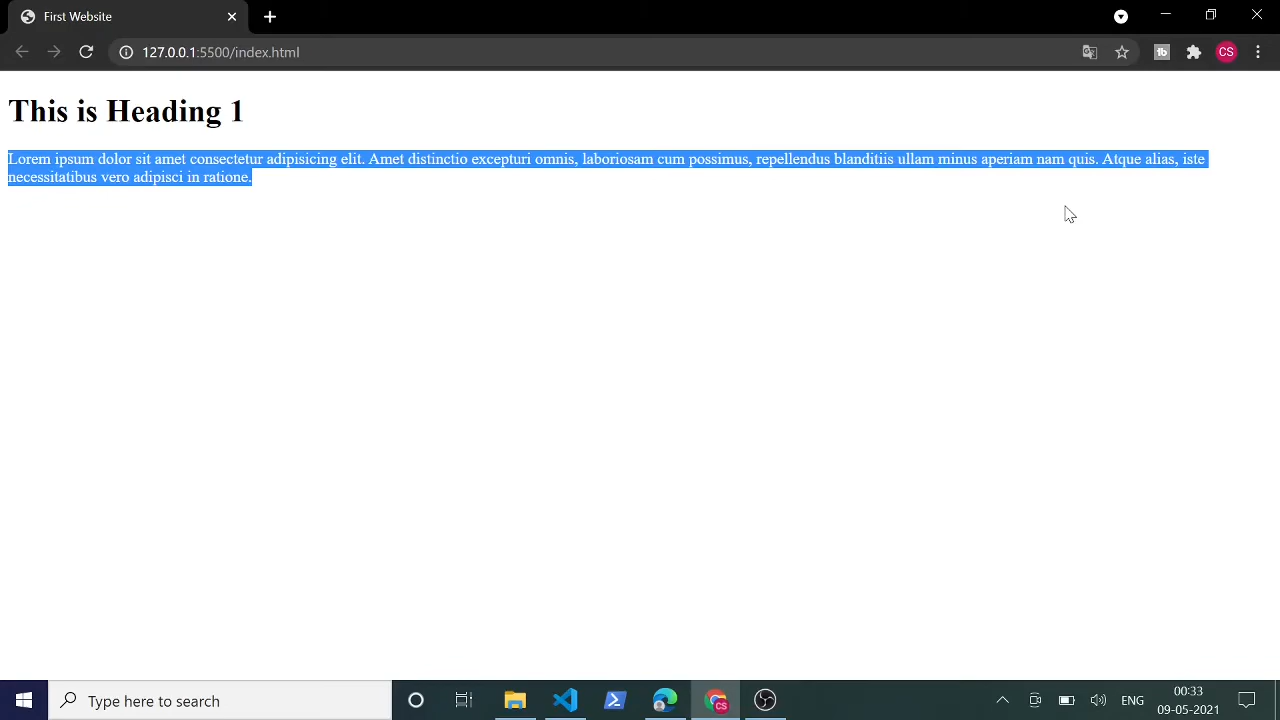 First Website
127.0.0.1:5500/index.html
CS
This is Heading 1
Lorem ipsum dolor sit amet consectetur adipisicing elit. Amet distinctio excepturi omnis, laboriosam cum possimus, repellendus blanditiis ullam minus aperiam nam quis. Atque alias, iste
necessitatibus vero adipisci in ratione.
Type here to search
CS
ENG
00:33
09-05-2021